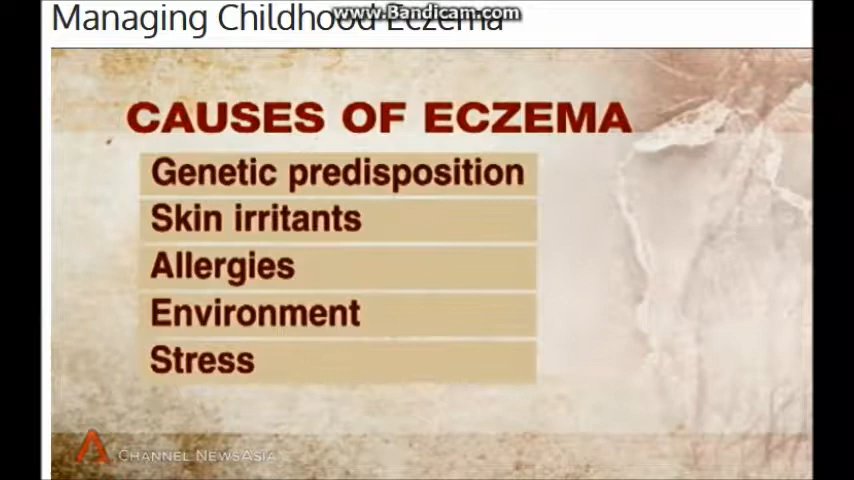 Managing Childhood Eczema
www.Bandicam.com
CAUSES OF ECZEMA
Genetic predisposition
Skin irritants
Allergies
Environment
Stress
CHANNEL NEWSASIA